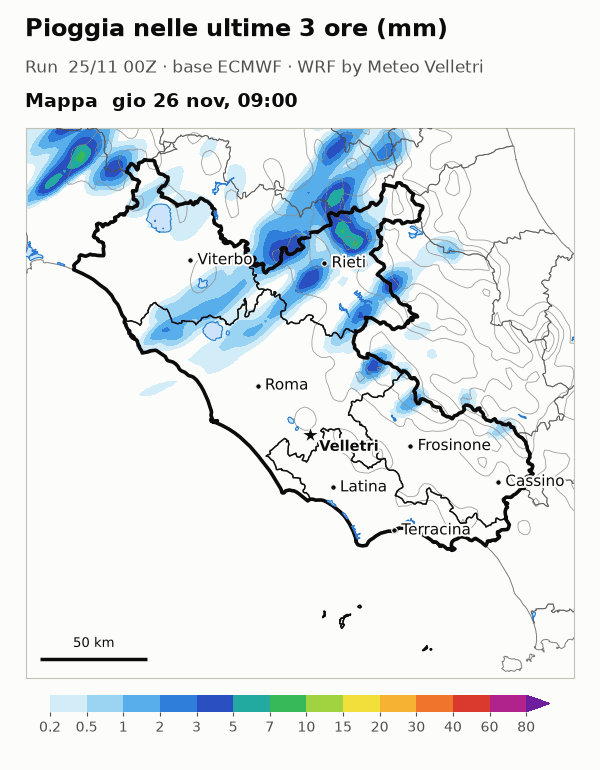 Pioggia nelle ultime 3 ore (mm)
Run  25/11 00Z · base ECMWF · WRF by Meteo Velletri
Mappa  gio 26 nov, 09:00
Viterbo
Rieti
Roma
Velletri
Frosinone
Cassino
Latina
Terracina
50 km
0.2 0.5 1 2 3 5 7 10 15 20 30 40 60 80